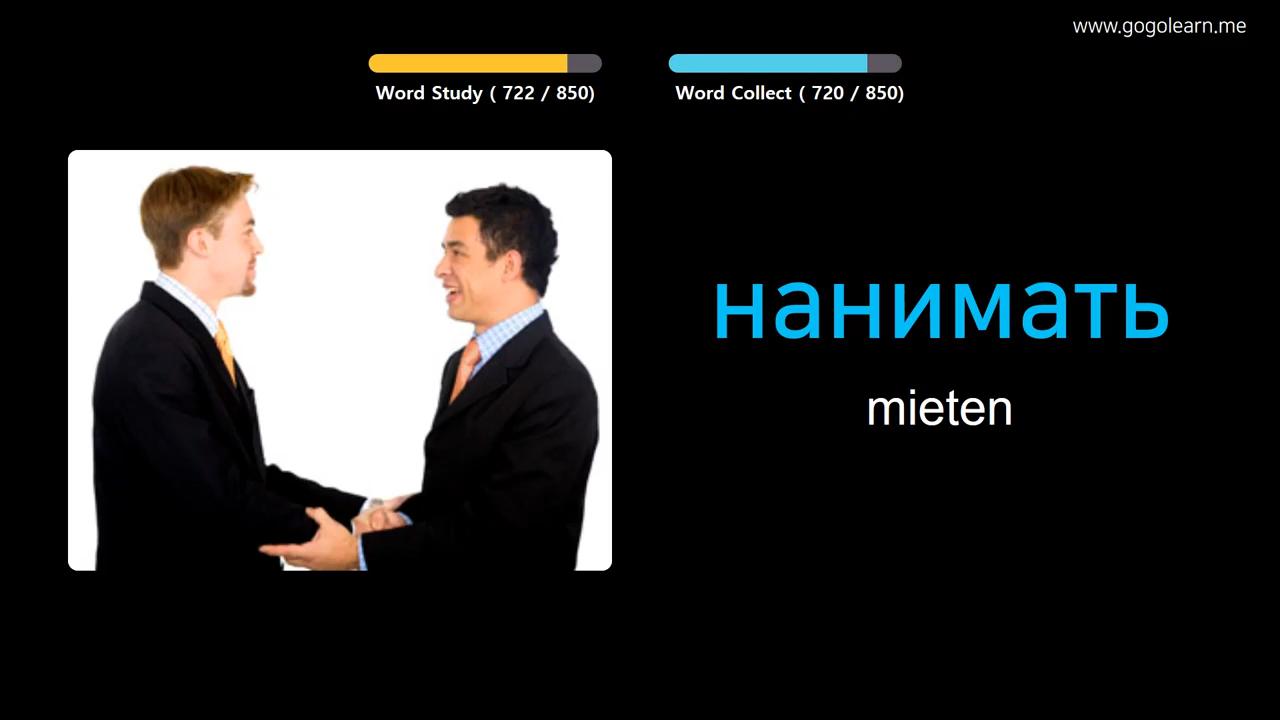 www.gogolearn.me
Word Study ( 722 / 850)
Word Collect ( 720 / 850)
нанимать
mieten